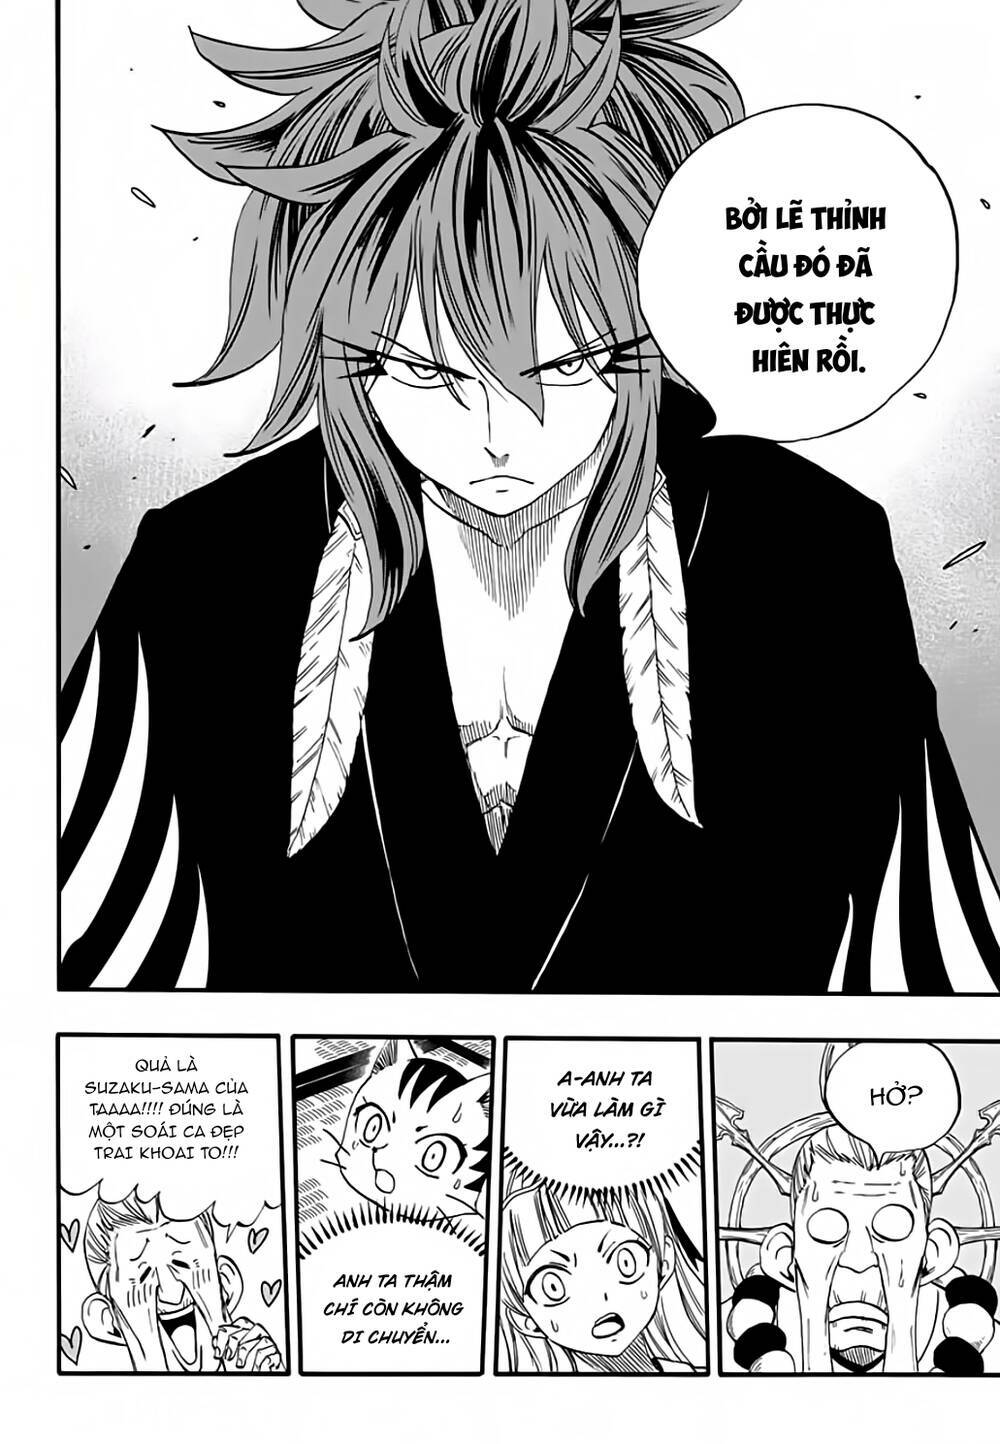 BỞI LẼ THỈNH
CẦU ĐÓ ĐÃ
ĐƯỢC THỰC
HIÊN RỒI.
HỞ?
A-ANH TA
VỪA LÀM GÌ
VẬY...?!
ANH TA THẬM
CHÍ CÒN KHÔNG
DI CHUYỂN...
QUẢ LÀ
SUZAKU-SAMA CỦA
TAAAA!!!! ĐÚNG LÀ
MỘT SOÁI CA ĐẸP
TRAI KHOAI TO!!!